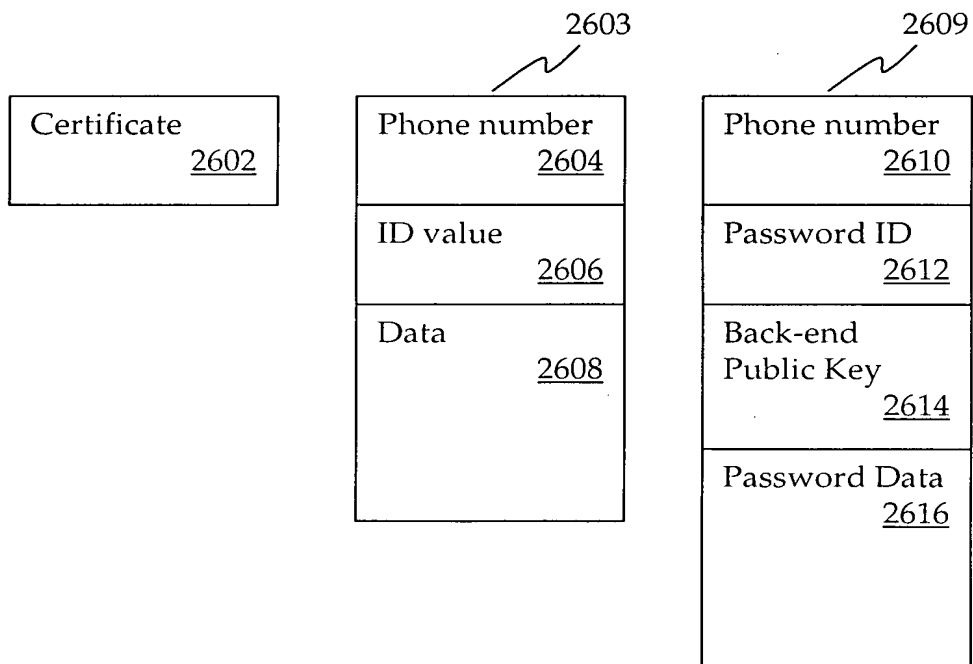 2603
2609
Certificate
2602
Phone number
2604
ID value
2606
Data
2608
Phone number
2610
Password ID
2612
Back-end
Public Key
2614
Password Data
2616